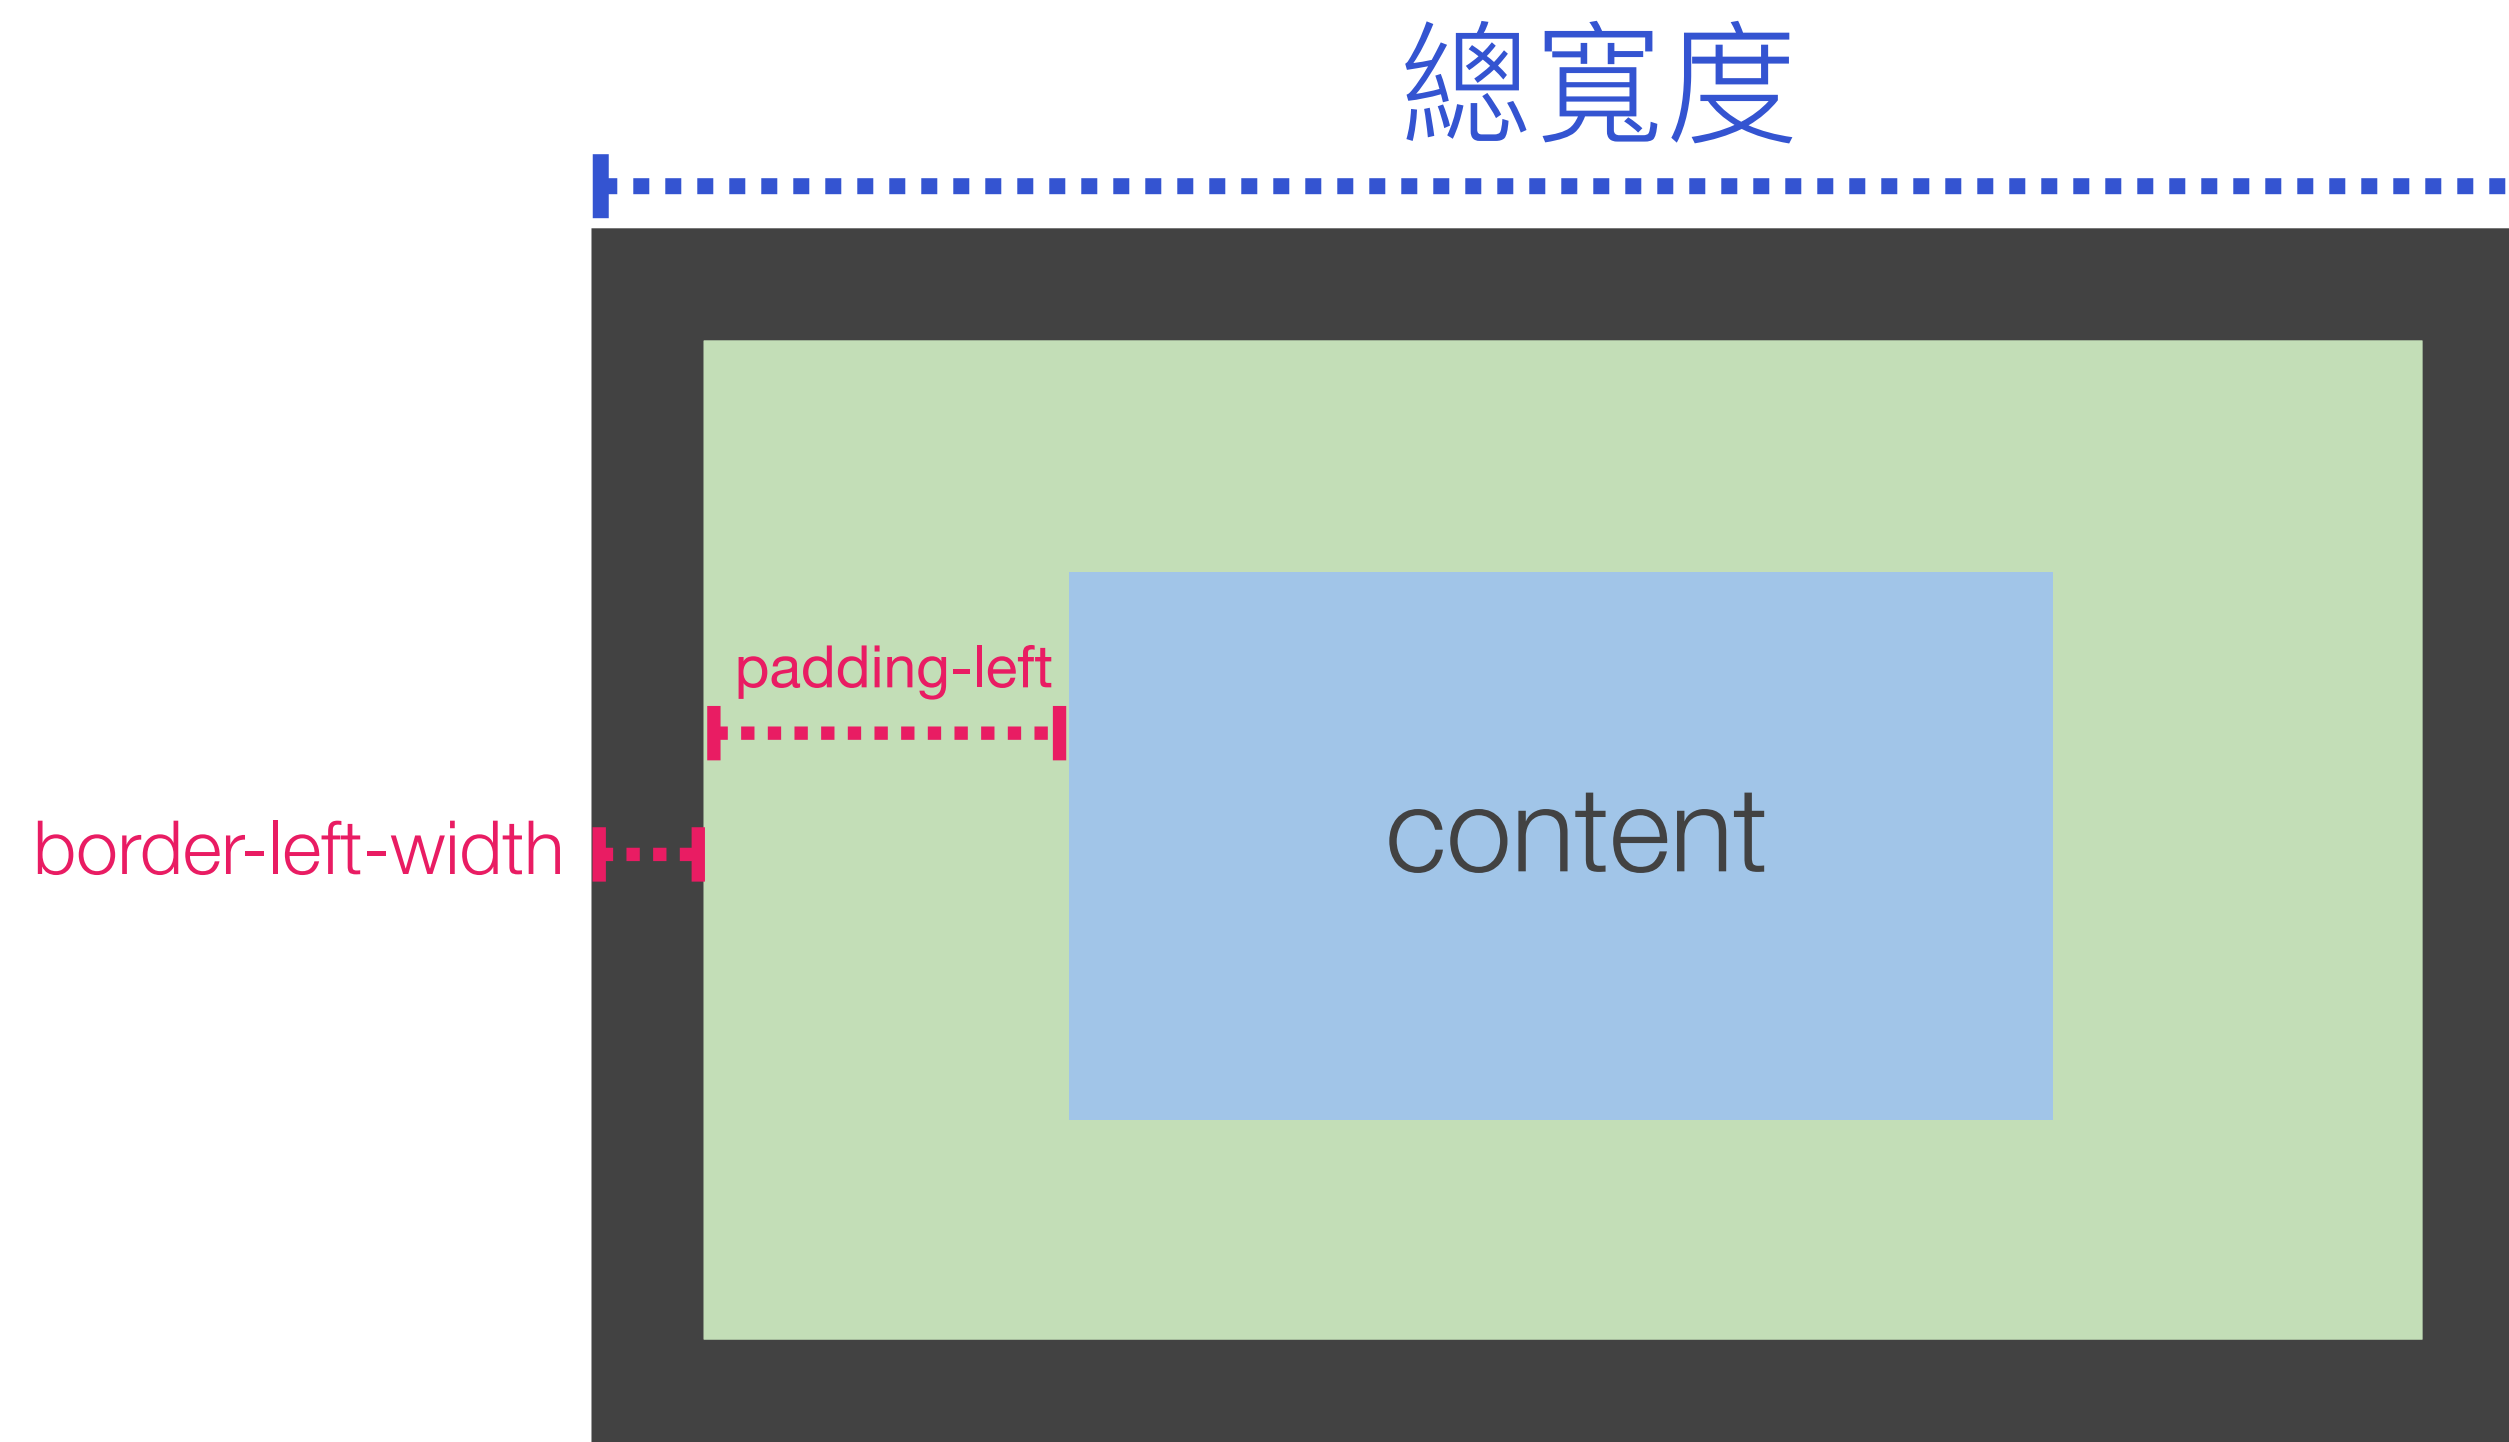 總寬度
padding-left
border-left-width
content